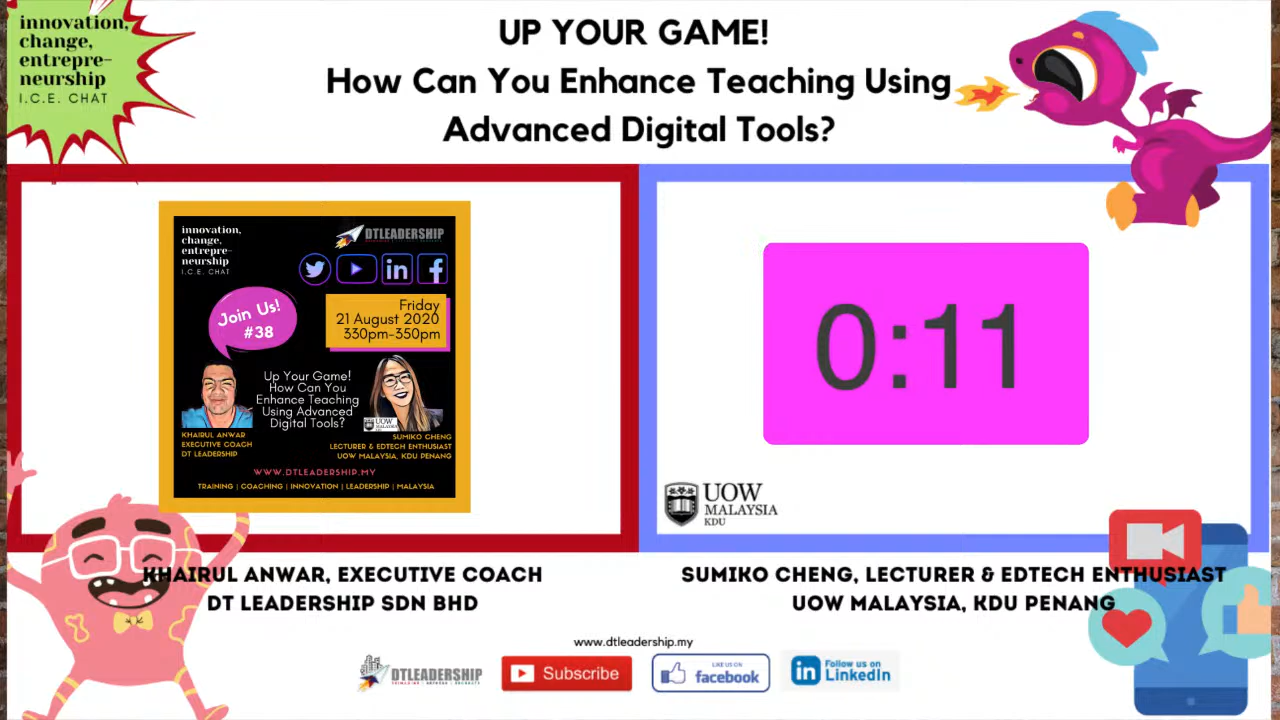 innovation,
change,
entrepre-
neurship
I.C.E. CHAT
UP YOUR GAME!
How Can You Enhance Teaching Using
Advanced Digital Tools?
innovation,
change,
entrepre-
neurship
I.C.E. CHAT
DTLEADERSHIP
in f
Join Us!
#38
Friday
21 August 2020
330pm-350pm
Up Your Game!
How Can You
Enhance Teaching
Using Advanced
Digital Tools?
KHAIRUL ANWAR
EXECUTIVE COACH
DT LEADERSHIP
UOW
MALAYSIA
SUMIKO CHENG
LECTURER & EDTECH ENTHUSIAST
UOW MALAYSIA, KDU PENANG
WWW.DTLEADERSHIP.MY
TRAINING | COACHING | INNOVATION | LEADERSHIP | MALAYSIA
0:11
UOW
MALAYSIA
KDU
KHAIRUL ANWAR, EXECUTIVE COACH
DT LEADERSHIP SDN BHD
SUMIKO CHENG, LECTURER & EDTECH ENTHUSIAST
UOW MALAYSIA, KDU PENANG
www.dtleadership.my
DTLEADERSHIP
Subscribe
LIKE US ON
facebook
in
Follow us on
LinkedIn